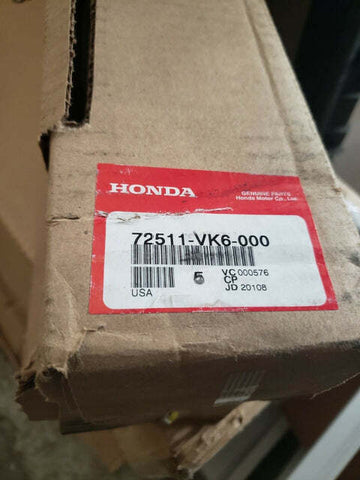 HONDA
GENUINE PARTS
Honda Motor Co., Ltd.
72511-VK6-000
5
VC 000576
CP
JD 20108
USA